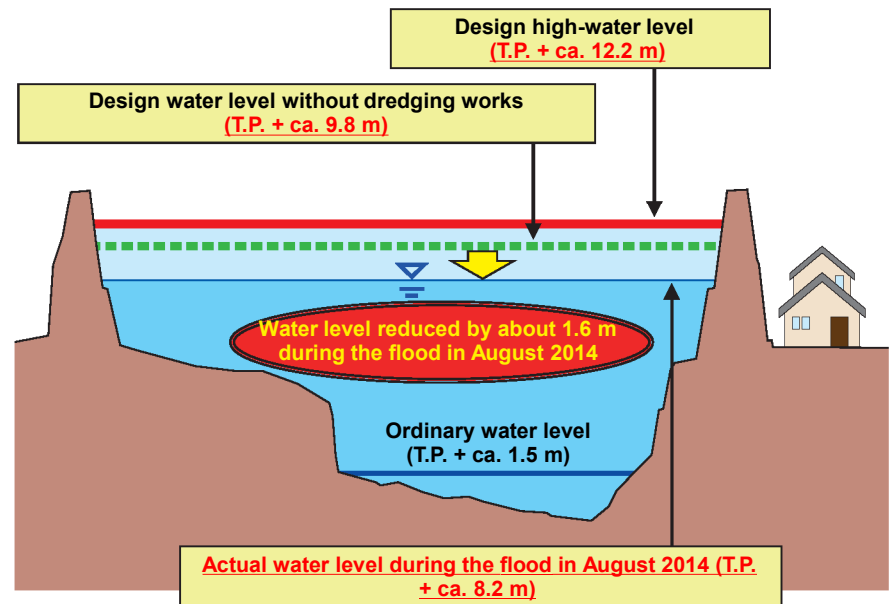 Design high-water level
(T.P. + ca. 12.2 m)
Design water level without dredging works
(T.P. + ca. 9.8 m)
Water level reduced by about 1.6 m
during the flood in August 2014
Ordinary water level
(T.P. + ca. 1.5 m)
Actual water level during the flood in August 2014 (T.P.
+ ca. 8.2 m)